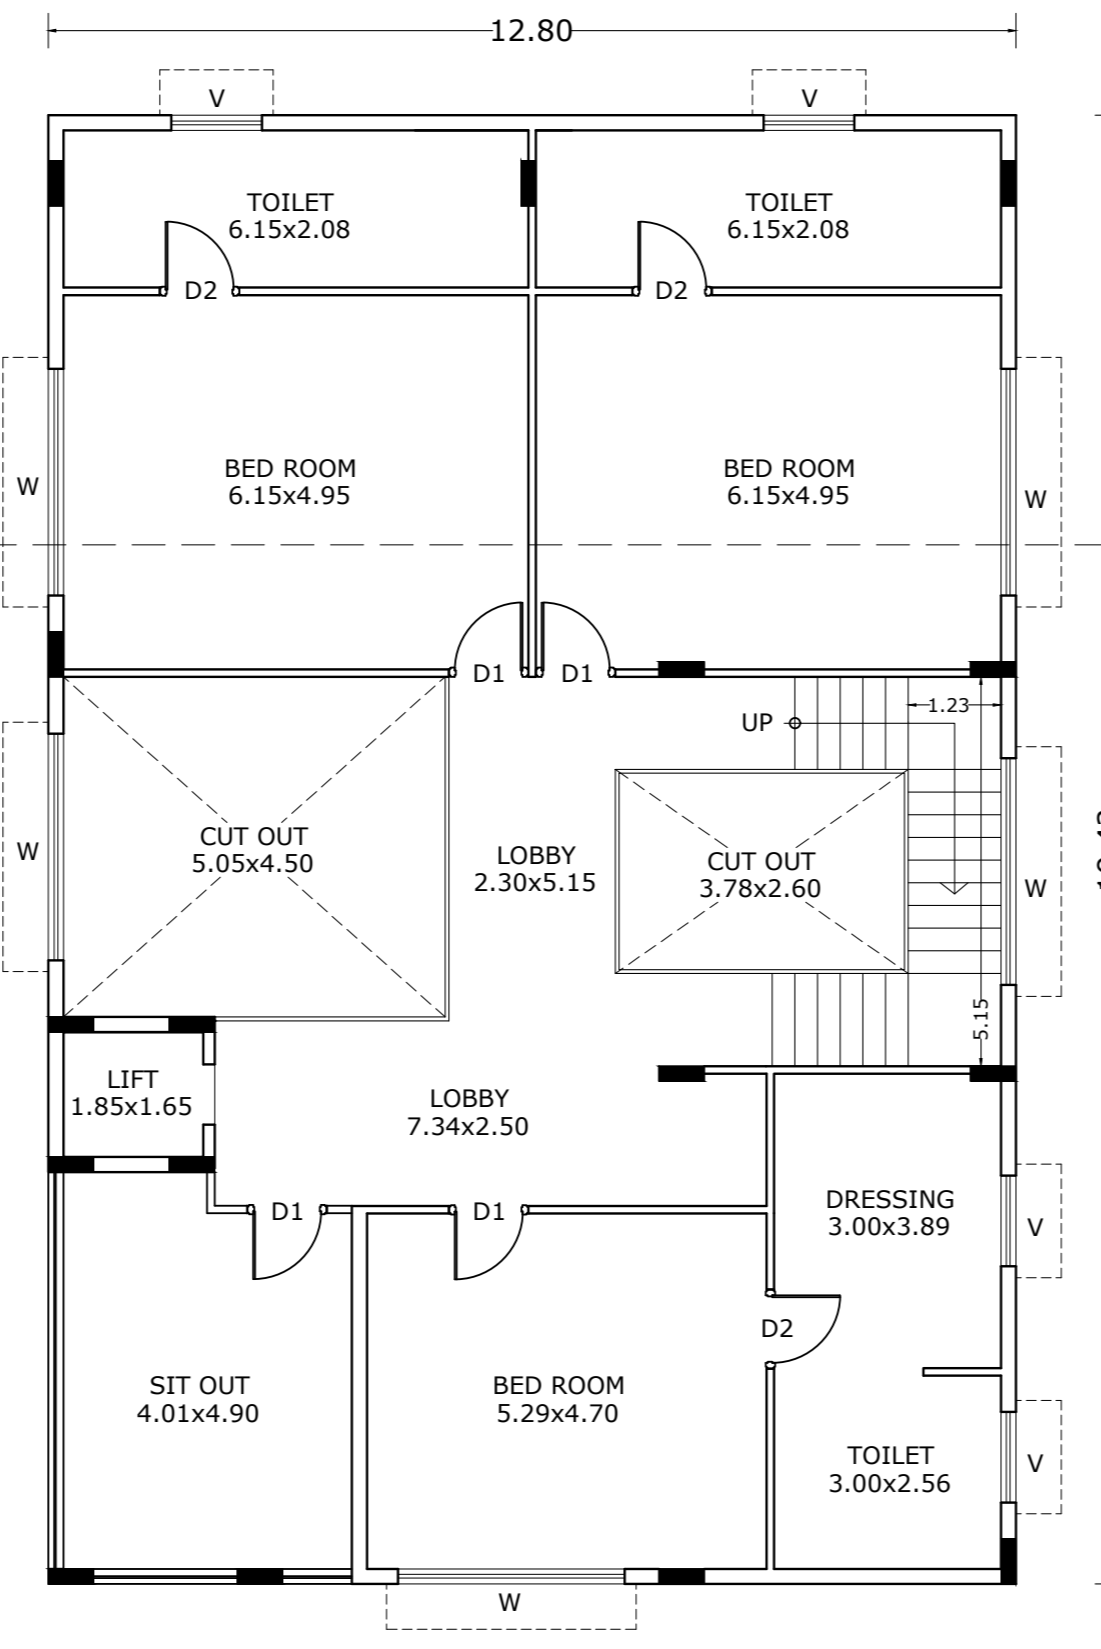 12.80
V
V
TOILET
6.15x2.08
TOILET
6.15x2.08
D2
D2
BED ROOM
6.15x4.95
BED ROOM
6.15x4.95
W
W
D1
D1
1.23
UP
CUT OUT
5.05x4.50
LOBBY
2.30x5.15
CUT OUT
3.78x2.60
W
W
5.15
LIFT
1.85x1.65
LOBBY
7.34x2.50
D1
D1
DRESSING
3.00x3.89
V
D2
SIT OUT
4.01x4.90
BED ROOM
5.29x4.70
TOILET
3.00x2.56
V
W